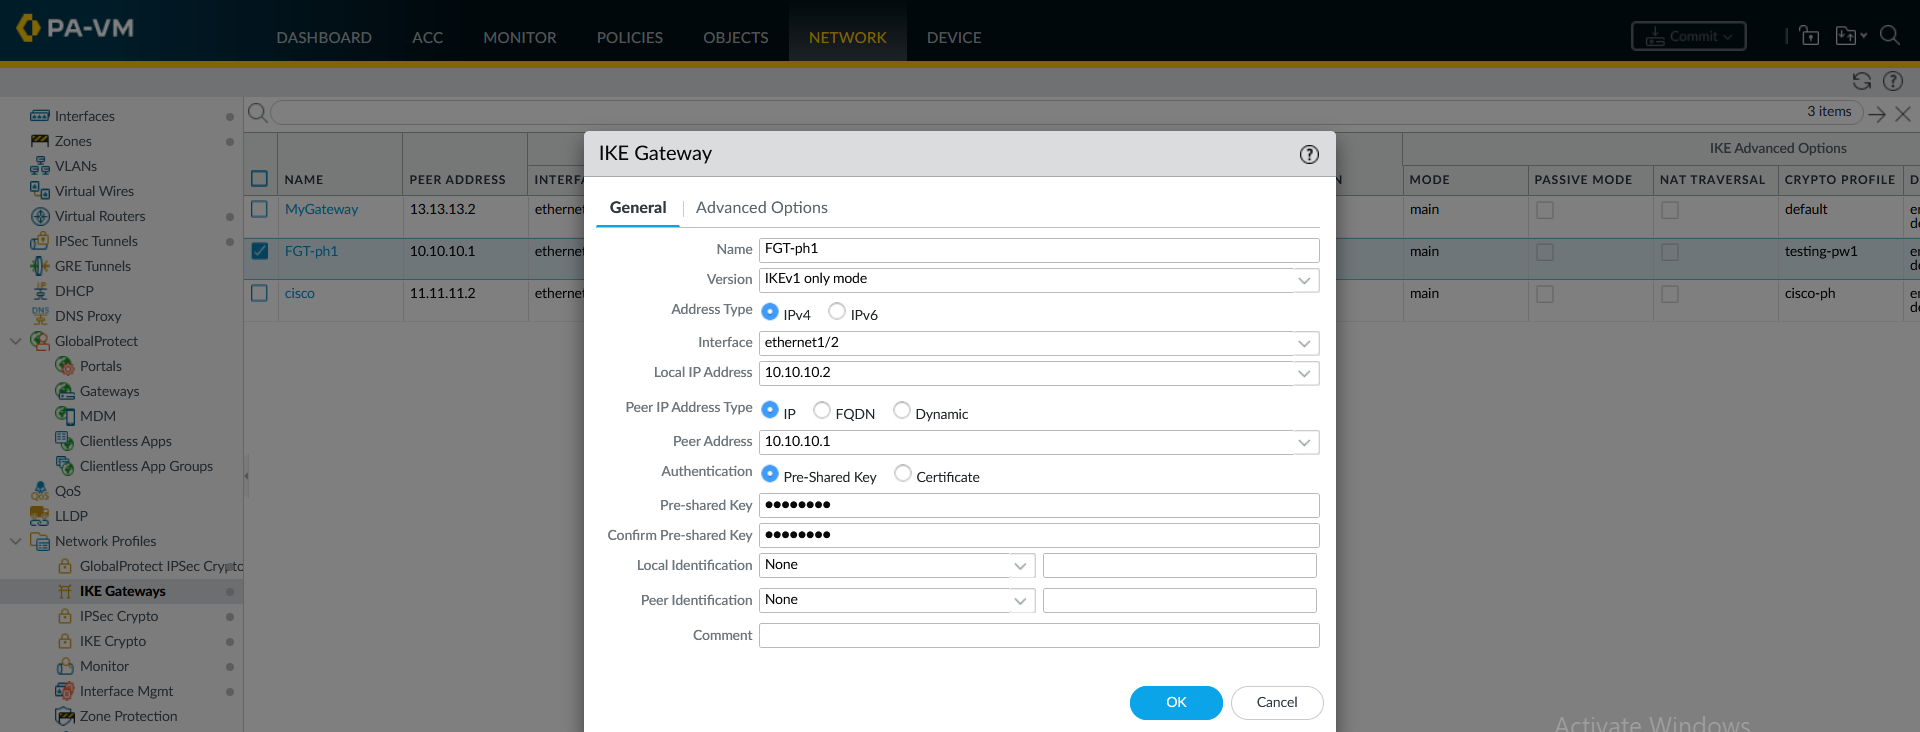 PA-VM
DASHBOARD ACC MONITOR POLICIES OBJECTS NETWORK DEVICE Commit
3 items
Interfaces
Zones
VLANs
Virtual Wires
Virtual Routers
IPSec Tunnels
GRE Tunnels
DHCP
DNS Proxy
GlobalProtect
Portals
Gateways
MDM
Clientless Apps
Clientless App Groups
QoS
LLDP
Network Profiles
GlobalProtect IPSec Crypto
IKE Gateways
IPSec Crypto
IKE Crypto
Monitor
Interface Mgmt
Zone Protection
IKE Advanced Options
NAME PEER ADDRESS INTERFA N MODE PASSIVE MODE NAT TRAVERSAL CRYPTO PROFILE D
MyGateway 13.13.13.2 ethernet main default
FGT-ph1 10.10.10.1 ethernet main testing-pw1
cisco 11.11.11.2 ethernet main cisco-ph
IKE Gateway
General Advanced Options
Name FGT-ph1
Version IKEv1 only mode
Address Type IPv4 IPv6
Interface ethernet1/2
Local IP Address 10.10.10.2
Peer IP Address Type IP FQDN Dynamic
Peer Address 10.10.10.1
Authentication Pre-Shared Key Certificate
Pre-shared Key ••••••••
Confirm Pre-shared Key ••••••••
Local Identification None
Peer Identification None
Comment
OK Cancel
Activate Windows